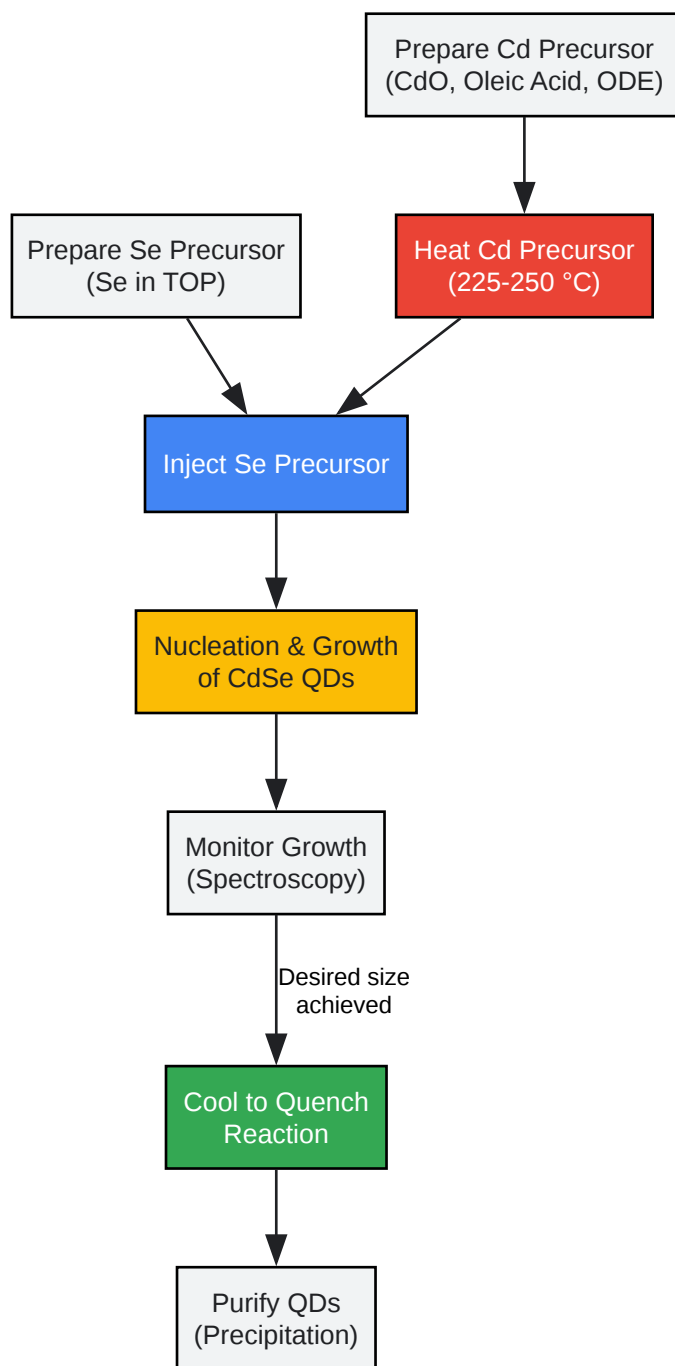 Prepare Cd Precursor
(CdO, Oleic Acid, ODE)
Prepare Se Precursor
(Se in TOP)
Heat Cd Precursor
(225-250 °C)
Inject Se Precursor
Nucleation & Growth
of CdSe QDs
Monitor Growth
(Spectroscopy)
Desired size
achieved
Cool to Quench
Reaction
Purify QDs
(Precipitation)